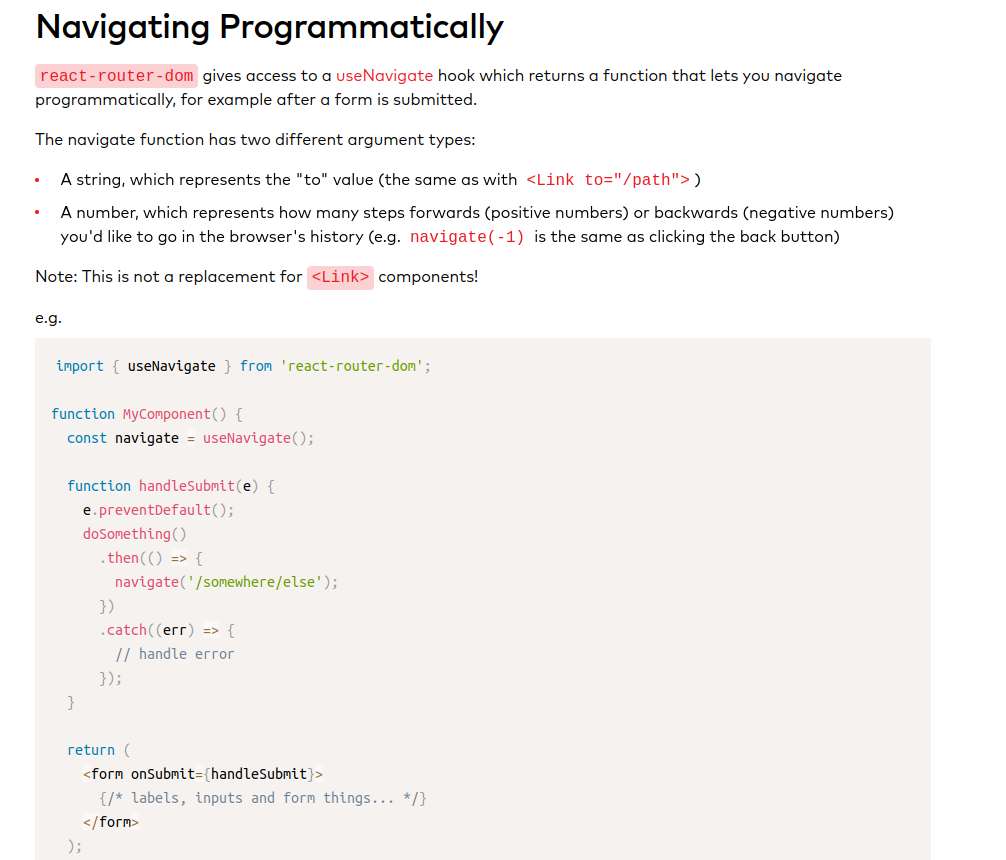 Navigating Programmatically
react-router-dom gives access to a useNavigate hook which returns a function that lets you navigate
programmatically, for example after a form is submitted.
The navigate function has two different argument types:
• A string, which represents the "to" value (the same as with <Link to="/path"> )
• A number, which represents how many steps forwards (positive numbers) or backwards (negative numbers)
you'd like to go in the browser's history (e.g. navigate(-1) is the same as clicking the back button)
Note: This is not a replacement for <Link> components!
e.g.
import { useNavigate } from 'react-router-dom';
function MyComponent() {
const navigate = useNavigate();
function handleSubmit(e) {
e.preventDefault();
doSomething()
.then(() => {
navigate('/somewhere/else');
})
.catch((err) => {
// handle error
});
}
return (
<form onSubmit={handleSubmit}>
{/* labels, inputs and form things... */}
</form>
);